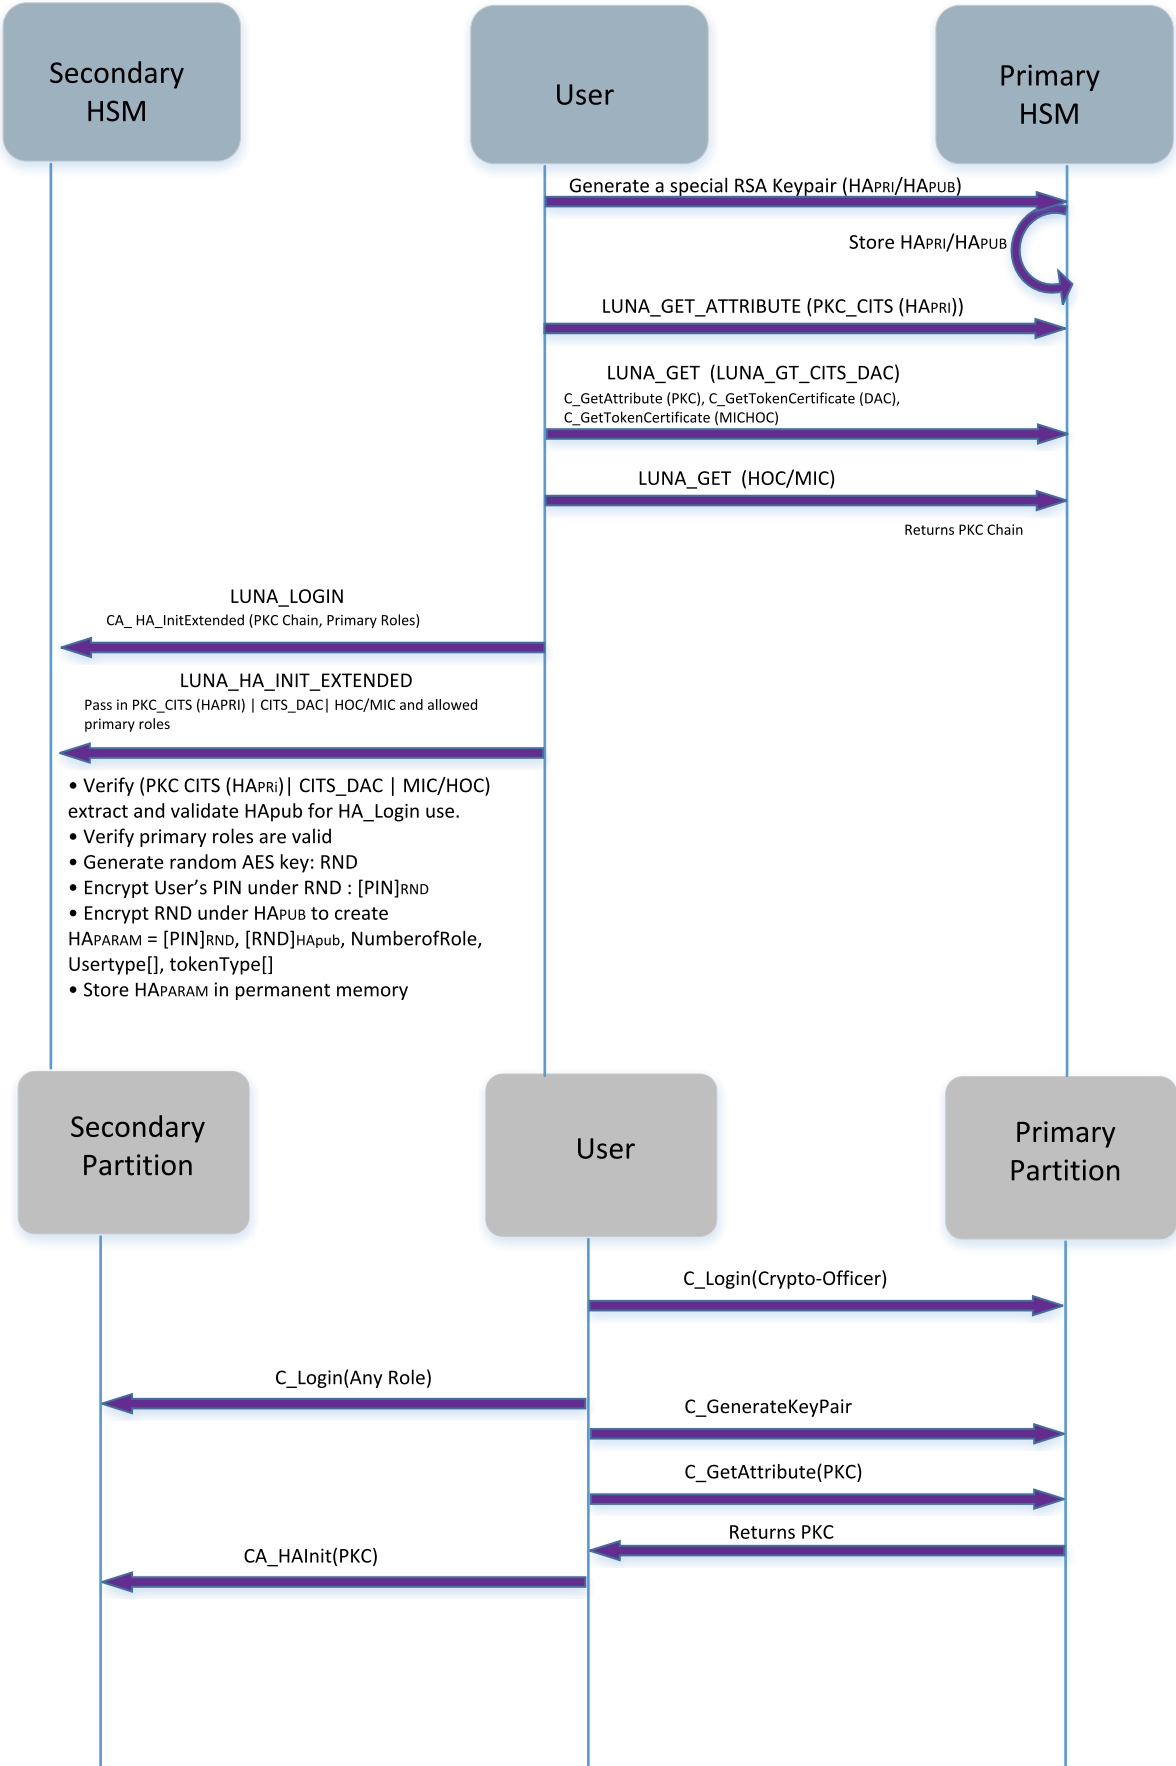 Secondary
HSM
User
Primary
HSM
Generate a special RSA Keypair (HAPRI/HAPUB)
Store HAPRI/HAPUB
LUNA_GET_ATTRIBUTE (PKC_CITS (HAPRI))
LUNA_GET (LUNA_GT_CITS_DAC)
C_GetAttribute (PKC), C_GetTokenCertificate (DAC),
C_GetTokenCertificate (MICHOC)
LUNA_GET (HOC/MIC)
Returns PKC Chain
LUNA_LOGIN
CA_ HA_InitExtended (PKC Chain, Primary Roles)
LUNA_HA_INIT_EXTENDED
Pass in PKC_CITS (HAPRI) | CITS_DAC| HOC/MIC and allowed
primary roles
• Verify (PKC CITS (HAPRi)| CITS_DAC | MIC/HOC)
extract and validate HApub for HA_Login use.
• Verify primary roles are valid
• Generate random AES key: RND
• Encrypt User’s PIN under RND : [PIN]RND
• Encrypt RND under HAPUB to create
HAPARAM = [PIN]RND, [RND]HApub, NumberofRole,
Usertype[], tokenType[]
• Store HAPARAM in permanent memory
Secondary
Partition
User
Primary
Partition
C_Login(Crypto-Officer)
C_Login(Any Role)
C_GenerateKeyPair
C_GetAttribute(PKC)
Returns PKC
CA_HAInit(PKC)